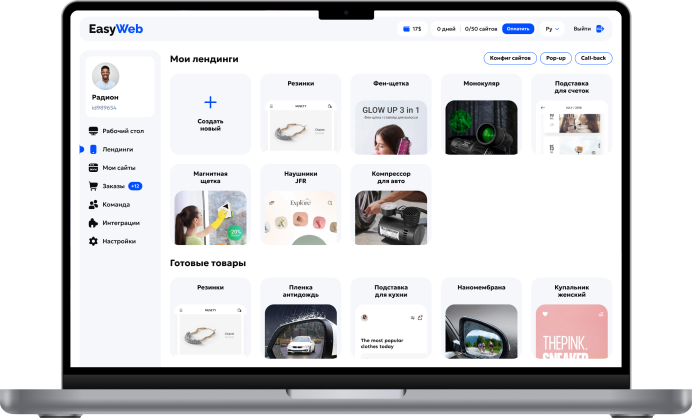 EasyWeb
17$
0 дней
0/50 сайтов
Оплатить
Ру
Выйти
Радион
id989654
Рабочий стол
Лендинги
Мои сайты
Заказы +12
Команда
Интеграции
Настройки
Мои лендинги
Конфиг сайтов
Pop-up
Call-back
Создать
новый
Резинки
Фен-щетка
GLOW UP 3 in 1
Монокуляр
Подставка
для счеток
Магнитная
щетка
20%
Наушники
JFR
Explore
Компрессор
для авто
Готовые товары
Резинки
Пленка
антидождь
Подставка
для кухни
The most popular
clothes today
Наномембрана
Купальник
женский
THEPINK.
SNEAKER